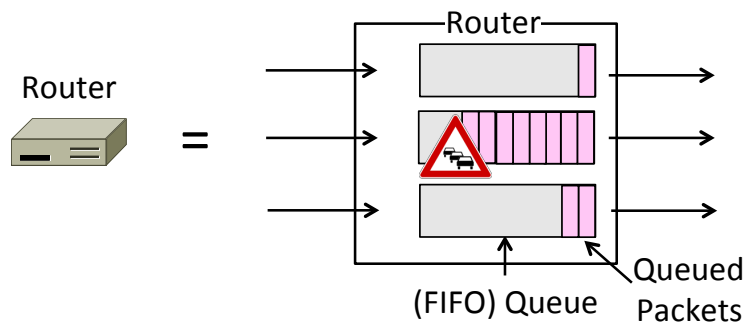 Router
Router
=
(FIFO) Queue
Queued
Packets